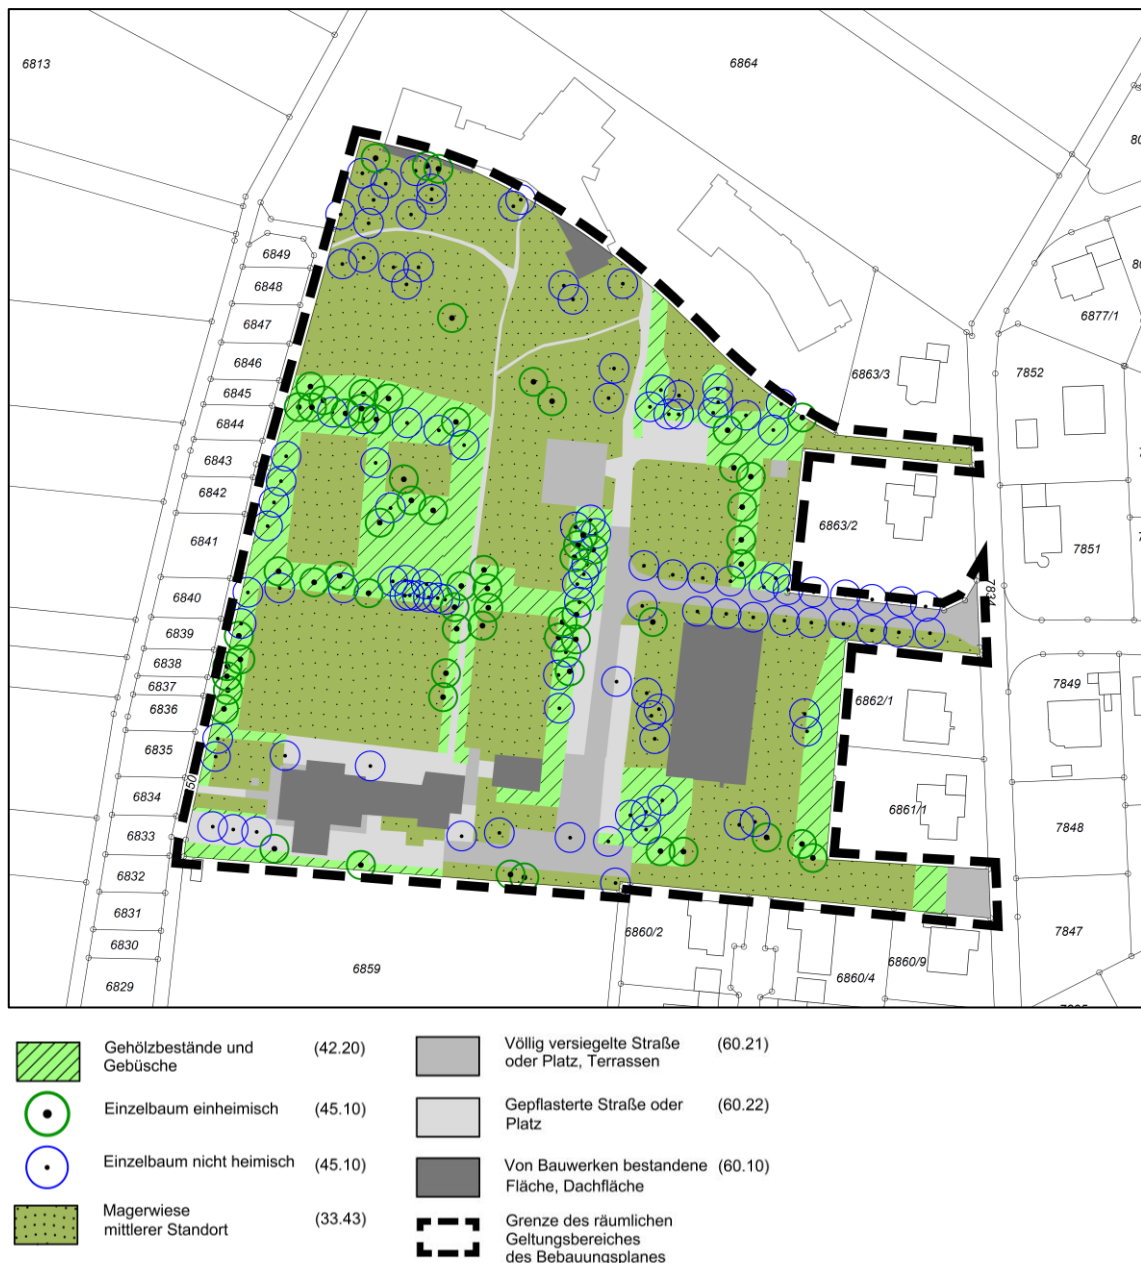 6813
6864
80
6849
6848
6847
6846
6845
6844
6843
6842
6841
6840
6839
6838
6837
6836
6835
6834
6833
6832
6831
6830
6829
50
6877/1
6863/3
7852
6863/2
7851
7834
7849
6862/1
6861/1
7848
7847
6860/2
6860/4
6860/9
6859
Gehölzbestände und (42.20)
Gebüsche
Einzelbaum einheimisch (45.10)
Einzelbaum nicht heimisch (45.10)
Magerwiese
mittlerer Standort (33.43)
Völlig versiegelte Straße (60.21)
oder Platz, Terrassen
Gepflasterte Straße oder (60.22)
Platz
Von Bauwerken bestandene (60.10)
Fläche, Dachfläche
Grenze des räumlichen
Geltungsbereiches
des Bebauungsplanes